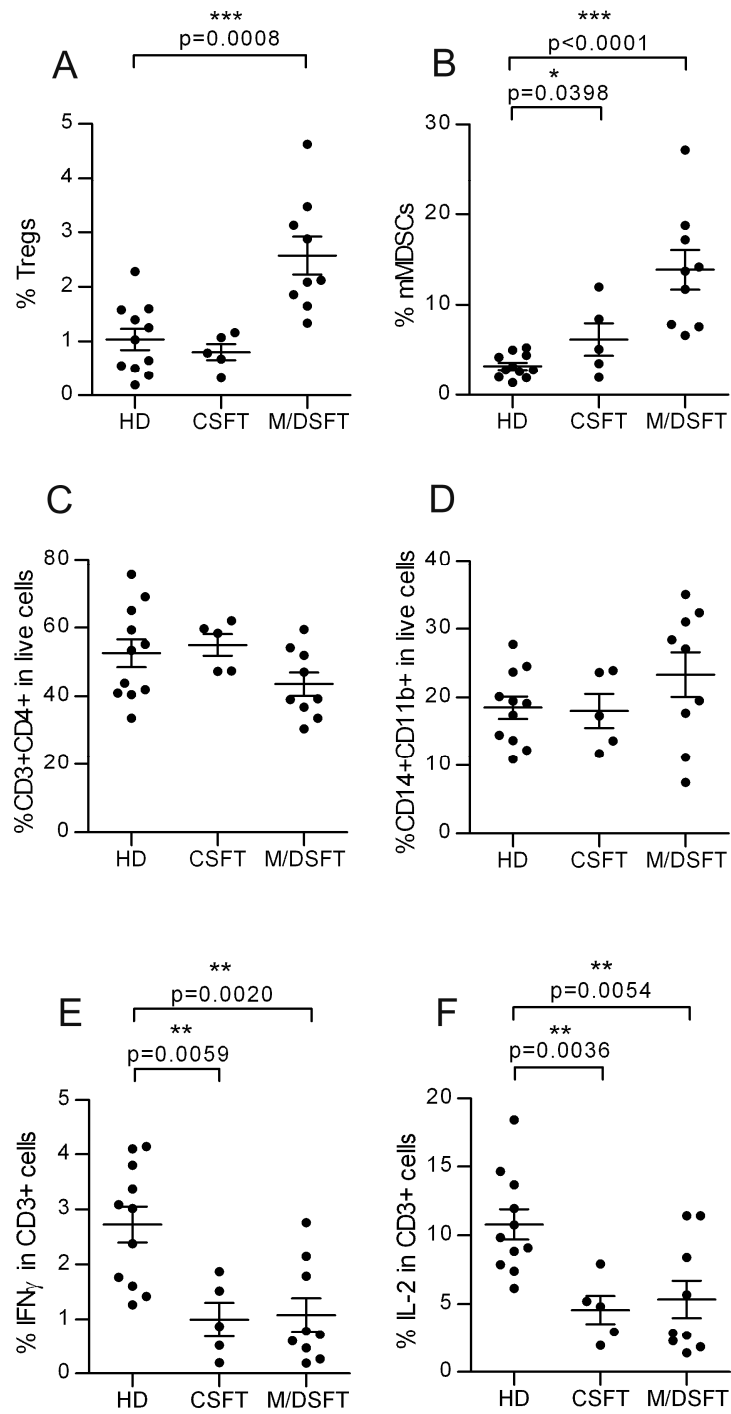 A
***
p=0.0008
% Tregs
5
4
3
2
1
0
HD CSFT M/DSFT
B
***
p<0.0001
*
p=0.0398
% mMDSCs
30
20
10
0
HD CSFT M/DSFT
C
%CD3+CD4+ in live cells
80
60
40
20
0
HD CSFT M/DSFT
D
%CD14+CD11b+ in live cells
40
30
20
10
0
HD CSFT M/DSFT
E
**
p=0.0020
**
p=0.0059
% IFNγ in CD3+ cells
5
4
3
2
1
0
HD CSFT M/DSFT
F
**
p=0.0054
**
p=0.0036
% IL-2 in CD3+ cells
20
15
10
5
0
HD CSFT M/DSFT